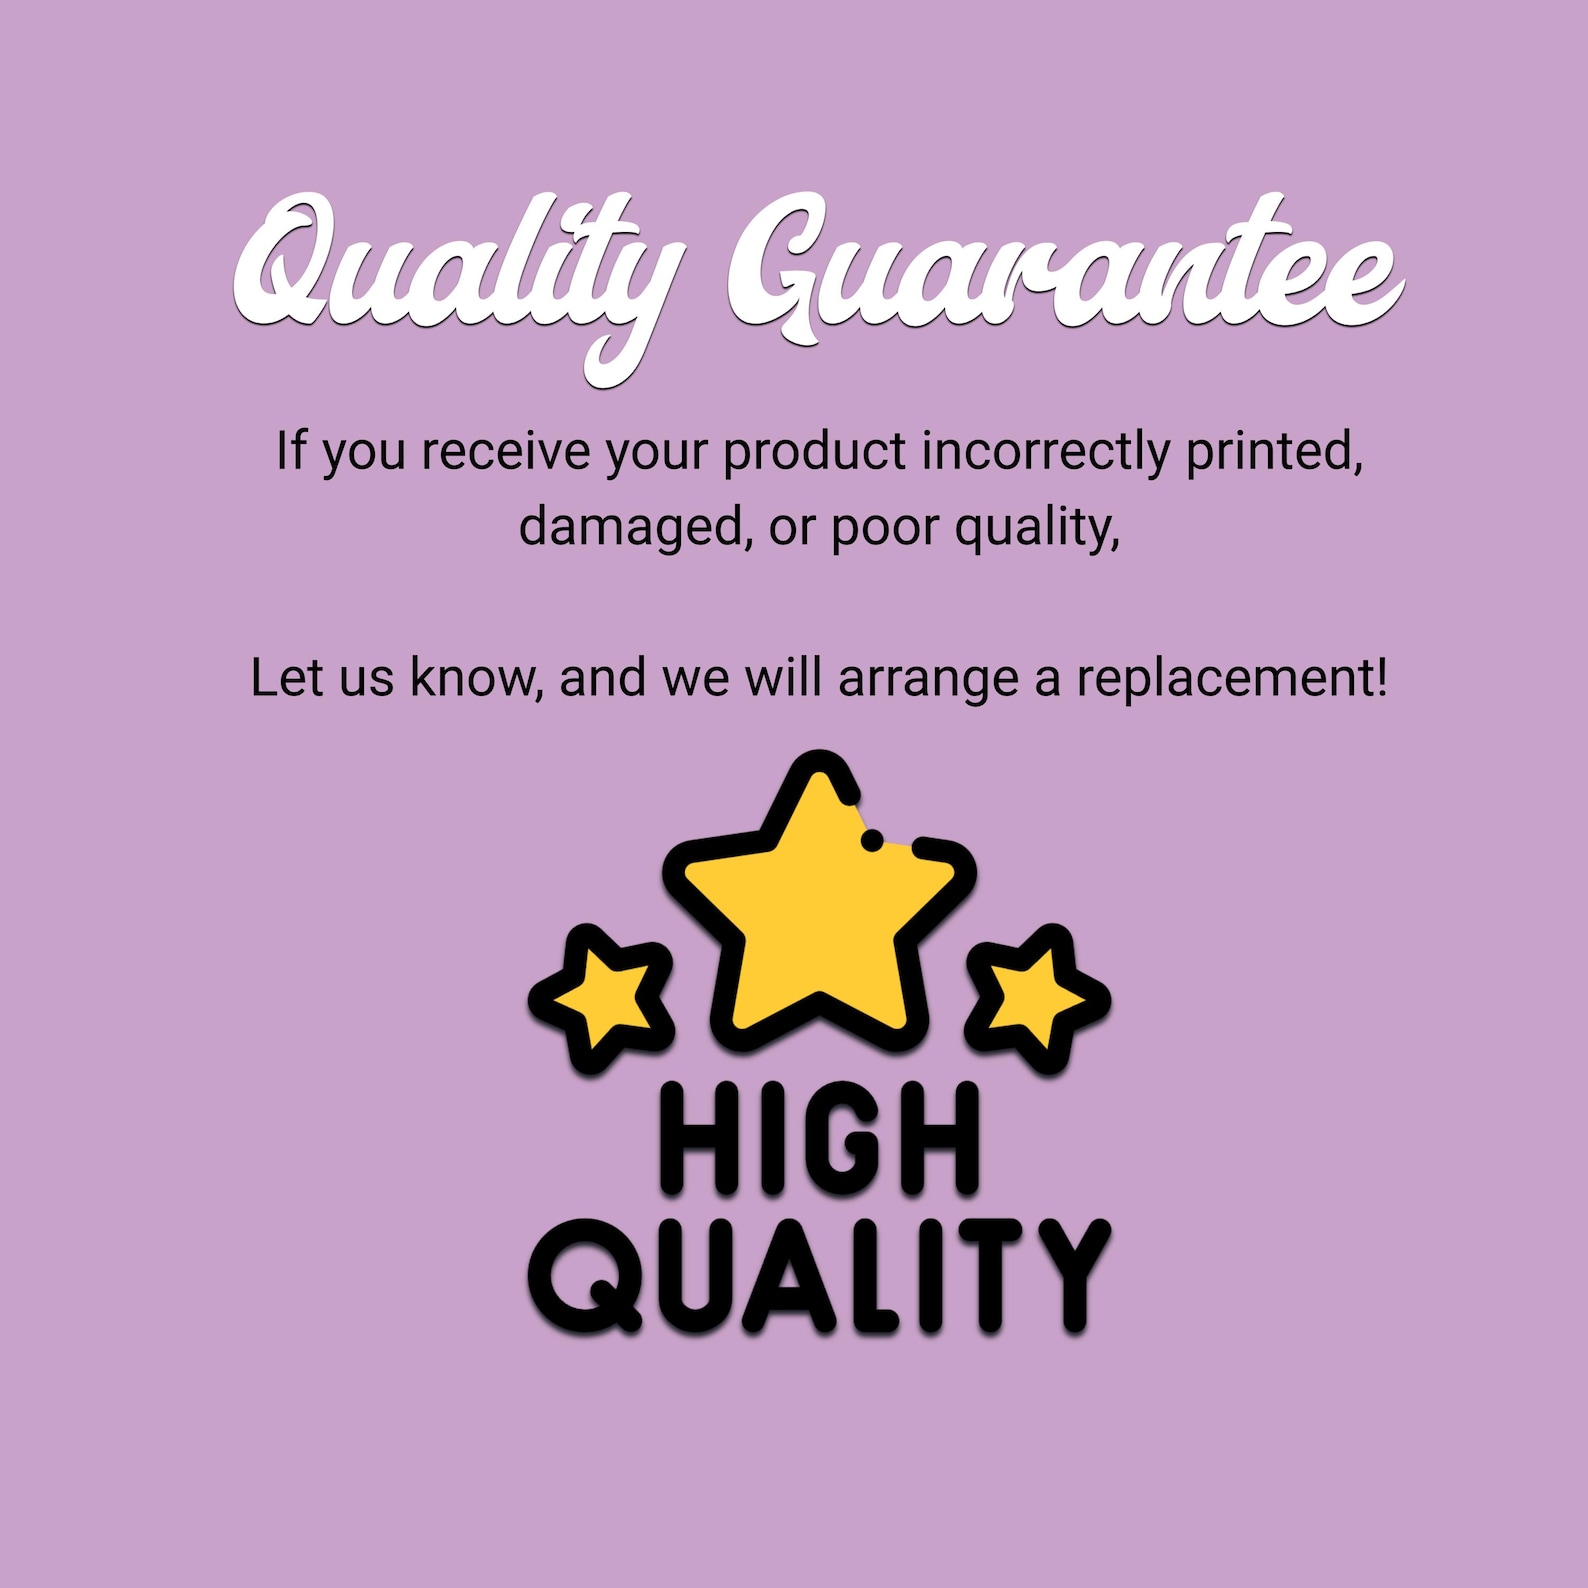 Quality Guarantee
If you receive your product incorrectly printed,
damaged, or poor quality,
Let us know, and we will arrange a replacement!
HIGH
QUALITY